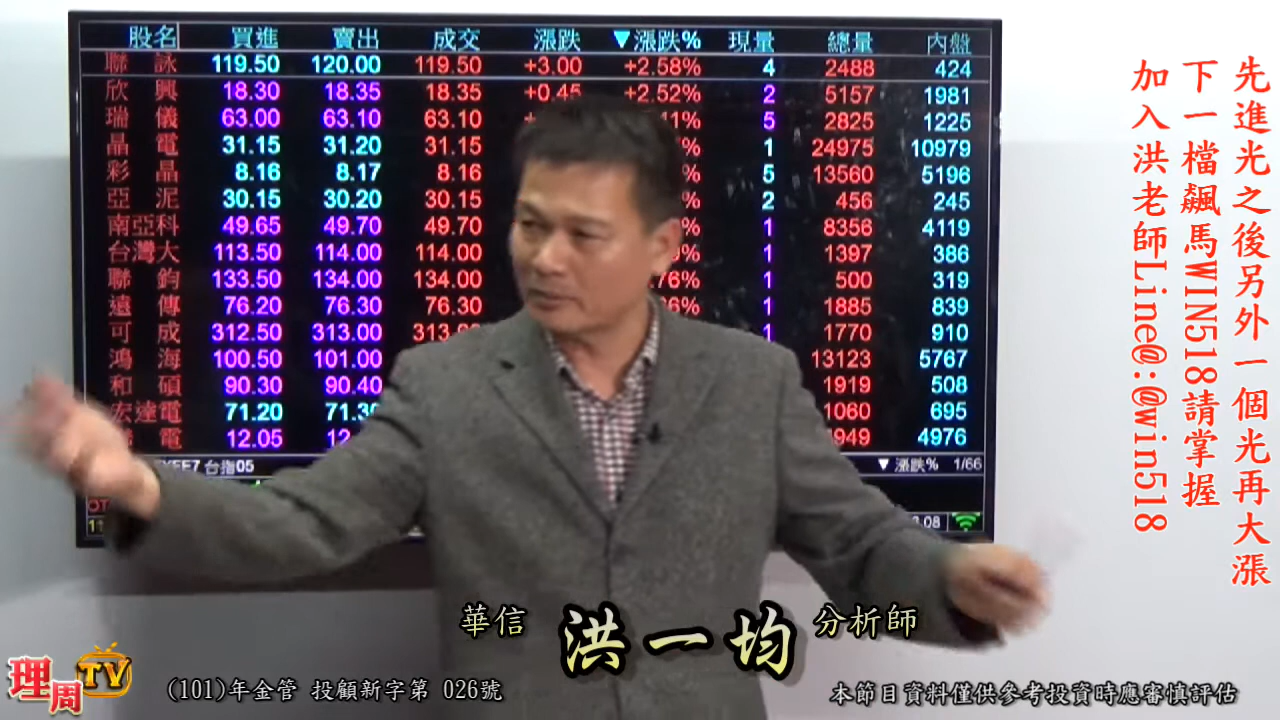 股名 買進 賣出 成交 漲跌 ▼漲跌% 現量 總量 內盤
聯詠 119.50 120.00 119.50 +3.00 +2.58% 4 2488 424
欣興 18.30 18.35 18.35 +0.45 +2.52% 2 5157 1981
瑞儀 63.00 63.10 63.10 5 2825 1225
晶電 31.15 31.20 31.15 1 24975 10979
彩晶 8.16 8.17 8.16 5 13560 5196
亞泥 30.15 30.20 30.15 2 456 245
南亞科 49.65 49.70 49.70 1 8356 4119
台灣大 113.50 114.00 114.00 1 1397 386
聯鈞 133.50 134.00 134.00 1 500 319
遠傳 76.20 76.30 76.30 1 1885 839
可成 312.50 313.00 1 1770 910
鴻海 100.50 101.00 13123 5767
和碩 90.30 90.40 1919 508
宏達電 71.20 71.30 1060 695
電 12.05 4976
台指05 ▼漲跌% 1/66
先進光之後另外一個光再大漲
下一檔飆馬WIN518請掌握
加入洪老師Line@:@win518
華信 洪一均 分析師
理周TV
(101)年金管 投顧新字第 026號
本節目資料僅供參考投資時應審慎評估